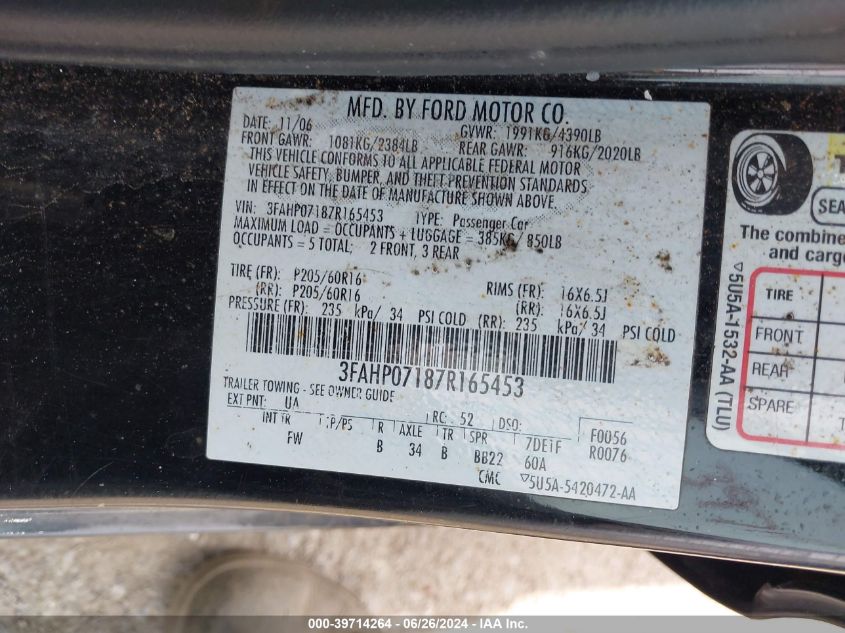 MFD. BY FORD MOTOR CO.
DATE: 11/06 GVWR: 1991KG/4390LB
FRONT GAWR: 1081KG/2384LB REAR GAWR: 916KG/2020LB
THIS VEHICLE CONFORMS TO ALL APPLICABLE FEDERAL MOTOR
VEHICLE SAFETY, BUMPER, AND THEFT PREVENTION STANDARDS
IN EFFECT ON THE DATE OF MANUFACTURE SHOWN ABOVE.
VIN: 3FAHP07187R165453 TYPE: Passenger Car
MAXIMUM LOAD = OCCUPANTS + LUGGAGE = 385KG/ 850LB
OCCUPANTS = 5 TOTAL; 2 FRONT, 3 REAR
TIRE (FR): P205/60R16 RIMS (FR): 16X6.5J
(RR): P205/60R16 (RR): 16X6.5J
PRESSURE (FR): 235 kPa/ 34 PSI COLD (RR): 235 kPa/ 34 PSI COLD
3FAHP07187R165453
TRAILER TOWING - SEE OWNER GUIDE
EXT PNT: UA RC: 52 DSO: F0056
INT TR TP/PS R AXLE TR SPR 7DE1F R0076
FW B 34 B BB22 60A
CMC ▽5U5A-5420472-AA
SEA
The combine
and cargo
TIRE
FRONT
REAR
SPARE
▽5U5A-1532-AA (TLU)
000-39714264 - 06/26/2024 - IAA Inc.